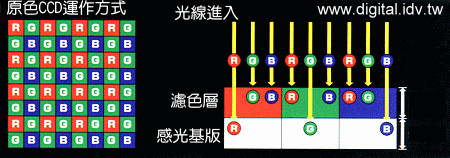 原色CCD運作方式
光線進入
www.digital.idv.tw
R G R G R G R G
G B G B G B G B
R G R G R G R G
G B G B G B G B
R G R G R G R G
G B G B G B G B
R G R G R G R G
G B G B G B G B
R G B R G B R G B
濾色層
G B R B R G
感光基版
R G B